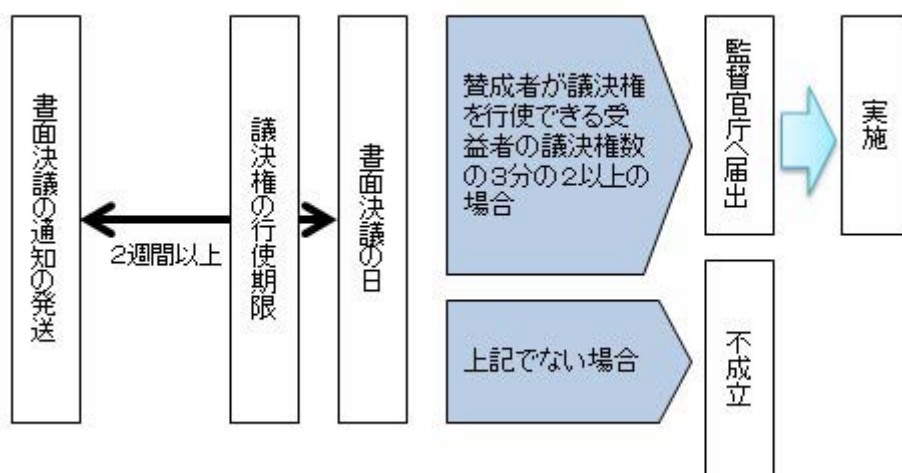 書面決議の通知の発送
2週間以上
議決権の行使期限
書面決議の日
賛成者が議決権
を行使できる受
益者の議決権数
の3分の2以上の
場合
監督官庁へ届出
実施
上記でない場合
不成立